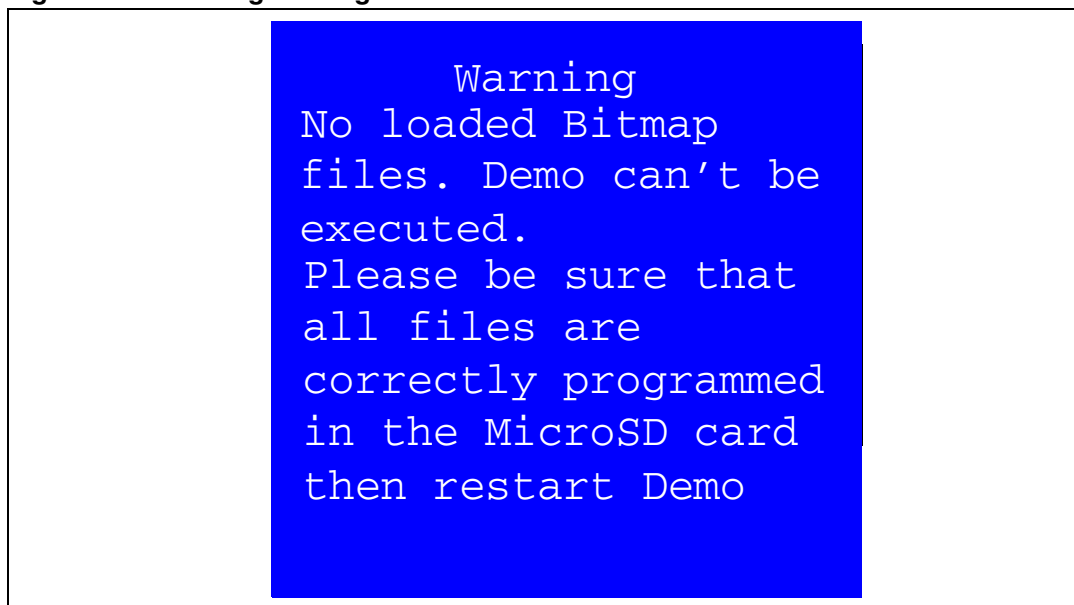 Warning
No loaded Bitmap
files. Demo can’t be
executed.
Please be sure that
all files are
correctly programmed
in the MicroSD card
then restart Demo